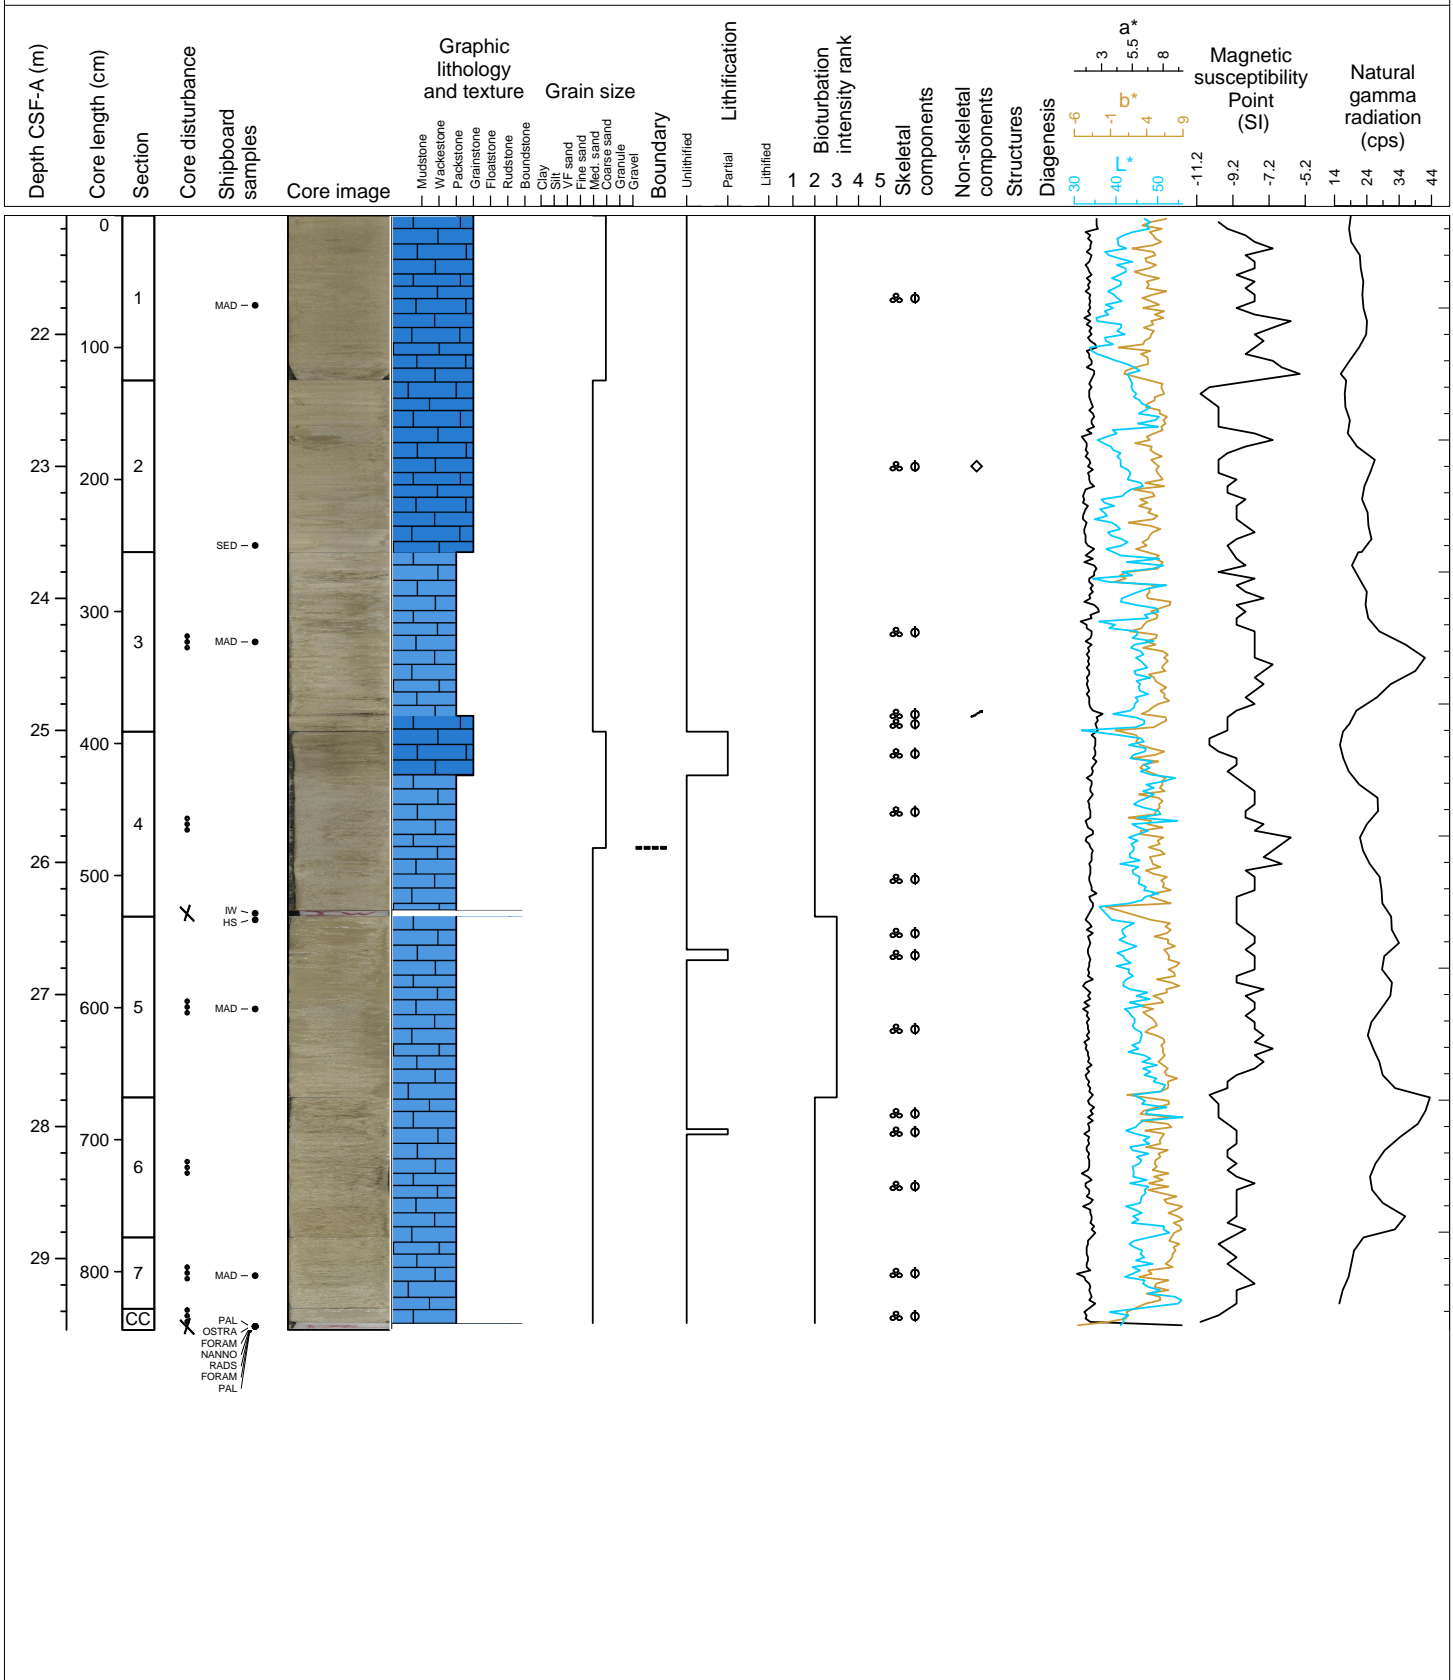 Depth CSF-A (m)
Core length (cm)
Section
Core disturbance
Shipboard
samples
Core image
Graphic
lithology
and texture
Mudstone
Wackestone
Packstone
Grainstone
Floatstone
Rudstone
Boundstone
Grain size
Clay
Silt
VF sand
Fine sand
Med. sand
Coarse sand
Granule
Gravel
Boundary
Lithification
Unlithified
Partial
Lithified
Bioturbation
intensity rank
1 2 3 4 5
Skeletal
components
Non-skeletal
components
Structures
Diagenesis
a*
3 5.5 8
b*
-6 -1 4 9
L*
30 40 50
Magnetic
susceptibility
Point
(SI)
-11.2 -9.2 -7.2 -5.2
Natural
gamma
radiation
(cps)
14 24 34 44
0
1
MAD
22
100
2
23
200
SED
24
300
3
MAD
25
400
4
26
500
IW
HS
27
600
5
MAD
28
700
6
29
800
7
MAD
CC
PAL
OSTRA
FORAM
NANNO
RADS
FORAM
PAL